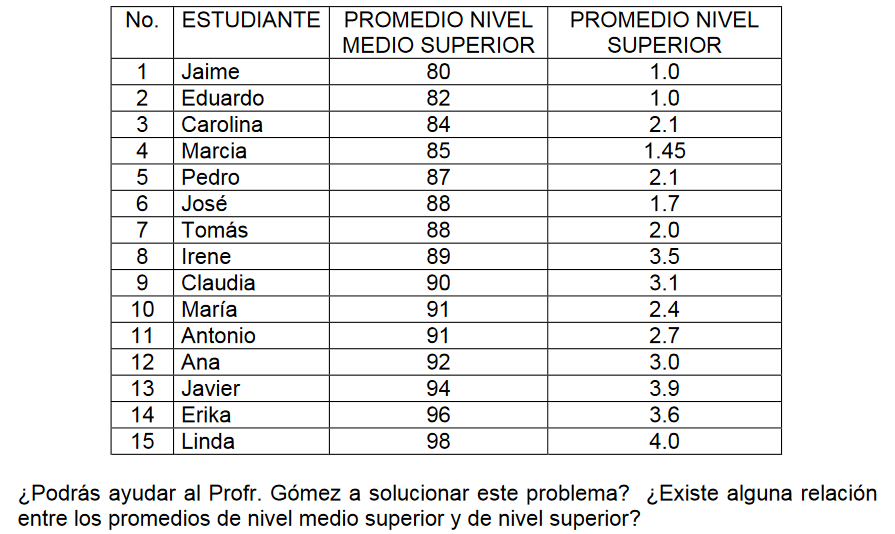 No. ESTUDIANTE PROMEDIO NIVEL MEDIO SUPERIOR PROMEDIO NIVEL SUPERIOR
1 Jaime 80 1.0
2 Eduardo 82 1.0
3 Carolina 84 2.1
4 Marcia 85 1.45
5 Pedro 87 2.1
6 José 88 1.7
7 Tomás 88 2.0
8 Irene 89 3.5
9 Claudia 90 3.1
10 María 91 2.4
11 Antonio 91 2.7
12 Ana 92 3.0
13 Javier 94 3.9
14 Erika 96 3.6
15 Linda 98 4.0
¿Podrás ayudar al Profr. Gómez a solucionar este problema? ¿Existe alguna relación
entre los promedios de nivel medio superior y de nivel superior?